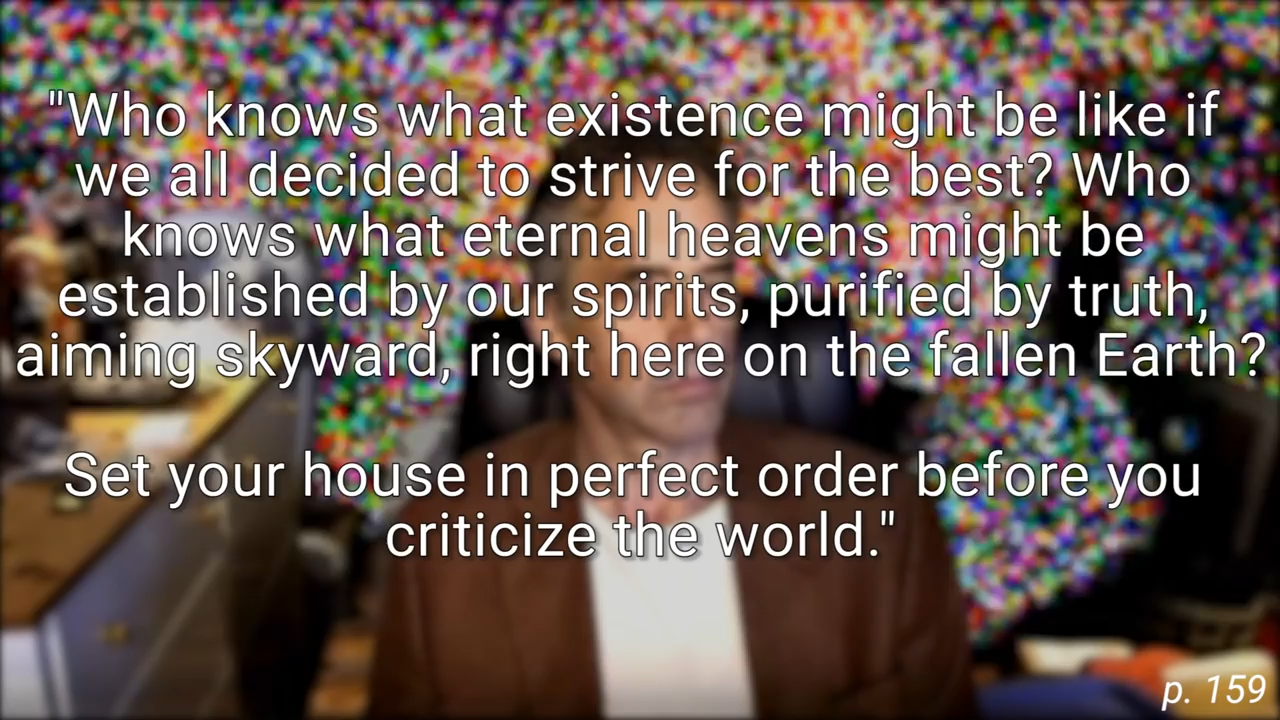 "Who knows what existence might be like if
we all decided to strive for the best? Who
knows what eternal heavens might be
established by our spirits, purified by truth,
aiming skyward, right here on the fallen Earth?
Set your house in perfect order before you
criticize the world."
p. 159